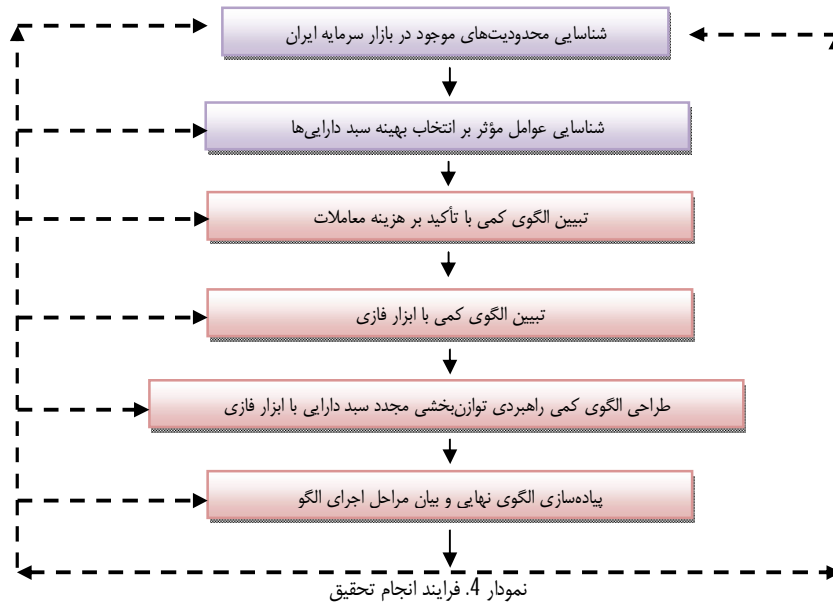 شناسایی محدودیت‌های موجود در بازار سرمایه ایران
شناسایی عوامل مؤثر بر انتخاب بهینه سبد دارایی‌ها
تبیین الگوی کمی با تأکید بر هزینه معاملات
تبیین الگوی کمی با ابزار فازی
طراحی الگوی کمی راهبردی توازن‌بخشی مجدد سبد دارایی با ابزار فازی
پیاده‌سازی الگوی نهایی و بیان مراحل اجرای الگو
نمودار 4. فرایند انجام تحقیق